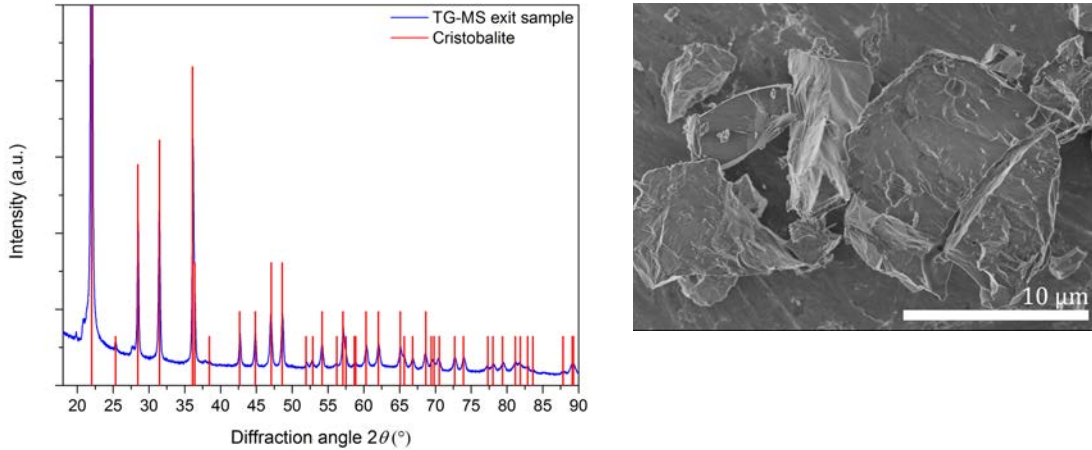 TG-MS exit sample
Cristobalite
Intensity (a.u.)
20 25 30 35 40 45 50 55 60 65 70 75 80 85 90
Diffraction angle 2θ(°)
10 µm